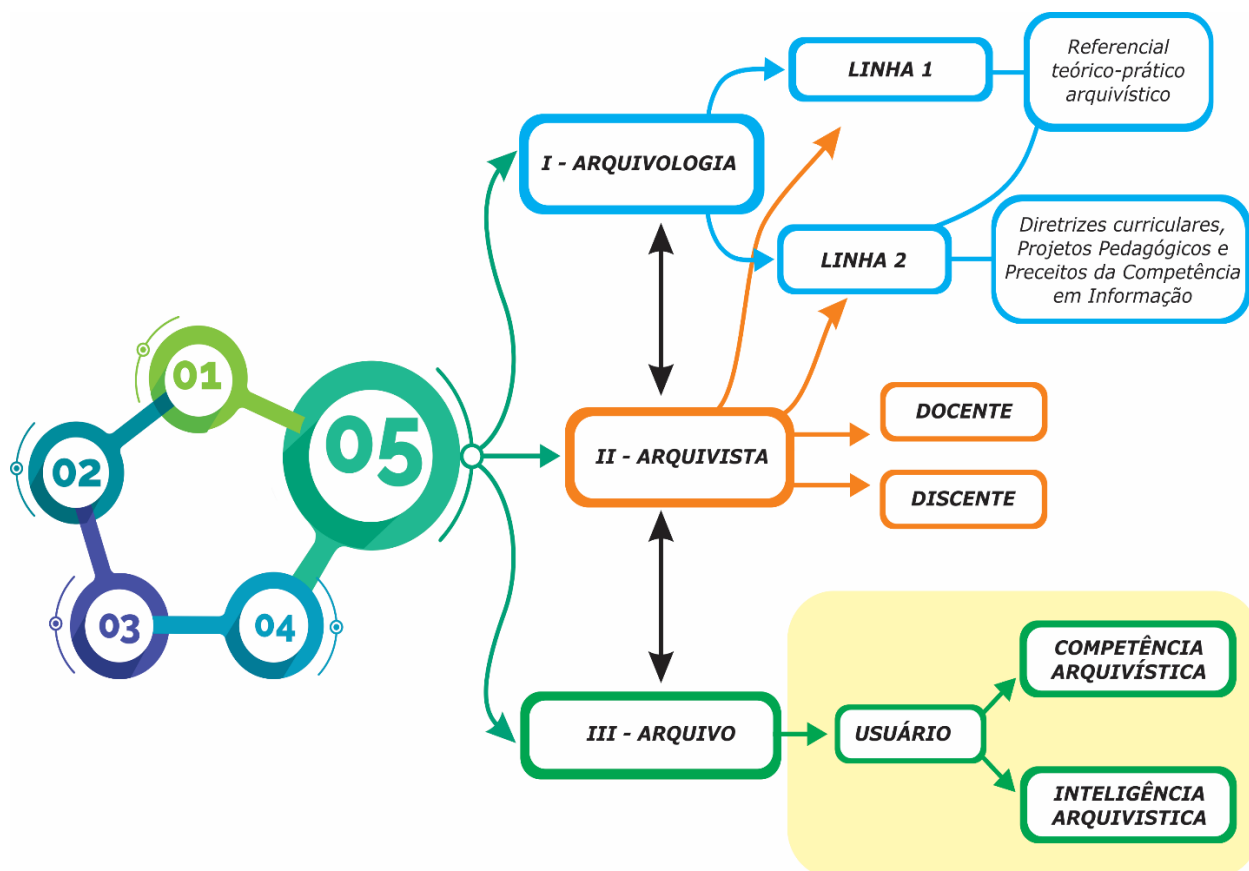 01
02
03
04
05
I - ARQUIVOLOGIA
LINHA 1
Referencial
teórico-prático
arquivístico
LINHA 2
Diretrizes curriculares,
Projetos Pedagógicos e
Preceitos da Competência
em Informação
II - ARQUIVISTA
DOCENTE
DISCENTE
III - ARQUIVO
USUÁRIO
COMPETÊNCIA
ARQUIVÍSTICA
INTELIGÊNCIA
ARQUIVISTICA